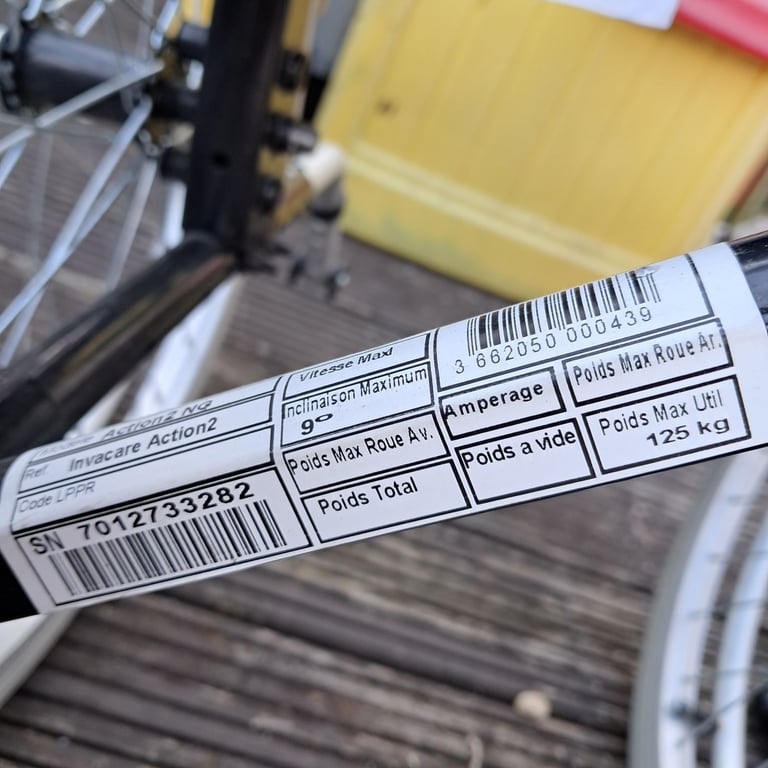 Modèle Action2 NG
Ref. Invacare Action2
Code LPPR
SN 7012733282
Vitesse Maxi
Inclinaison Maximum
9°
Poids Max Roue Av.
Poids Total
3 662050 000439
Amperage
Poids a vide
Poids Max Roue Ar.
Poids Max Util
125 kg